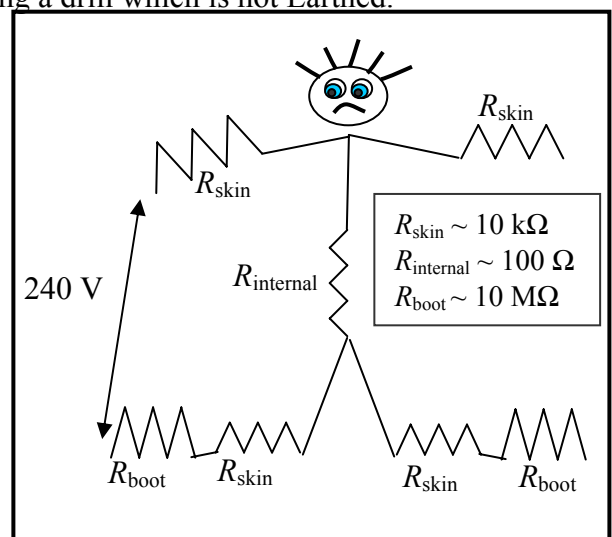 ng a drill which is not Earthed.
R_skin
R_skin
R_skin ~ 10 kΩ
R_internal ~ 100 Ω
R_boot ~ 10 MΩ
R_internal
240 V
R_boot
R_skin
R_skin
R_boot